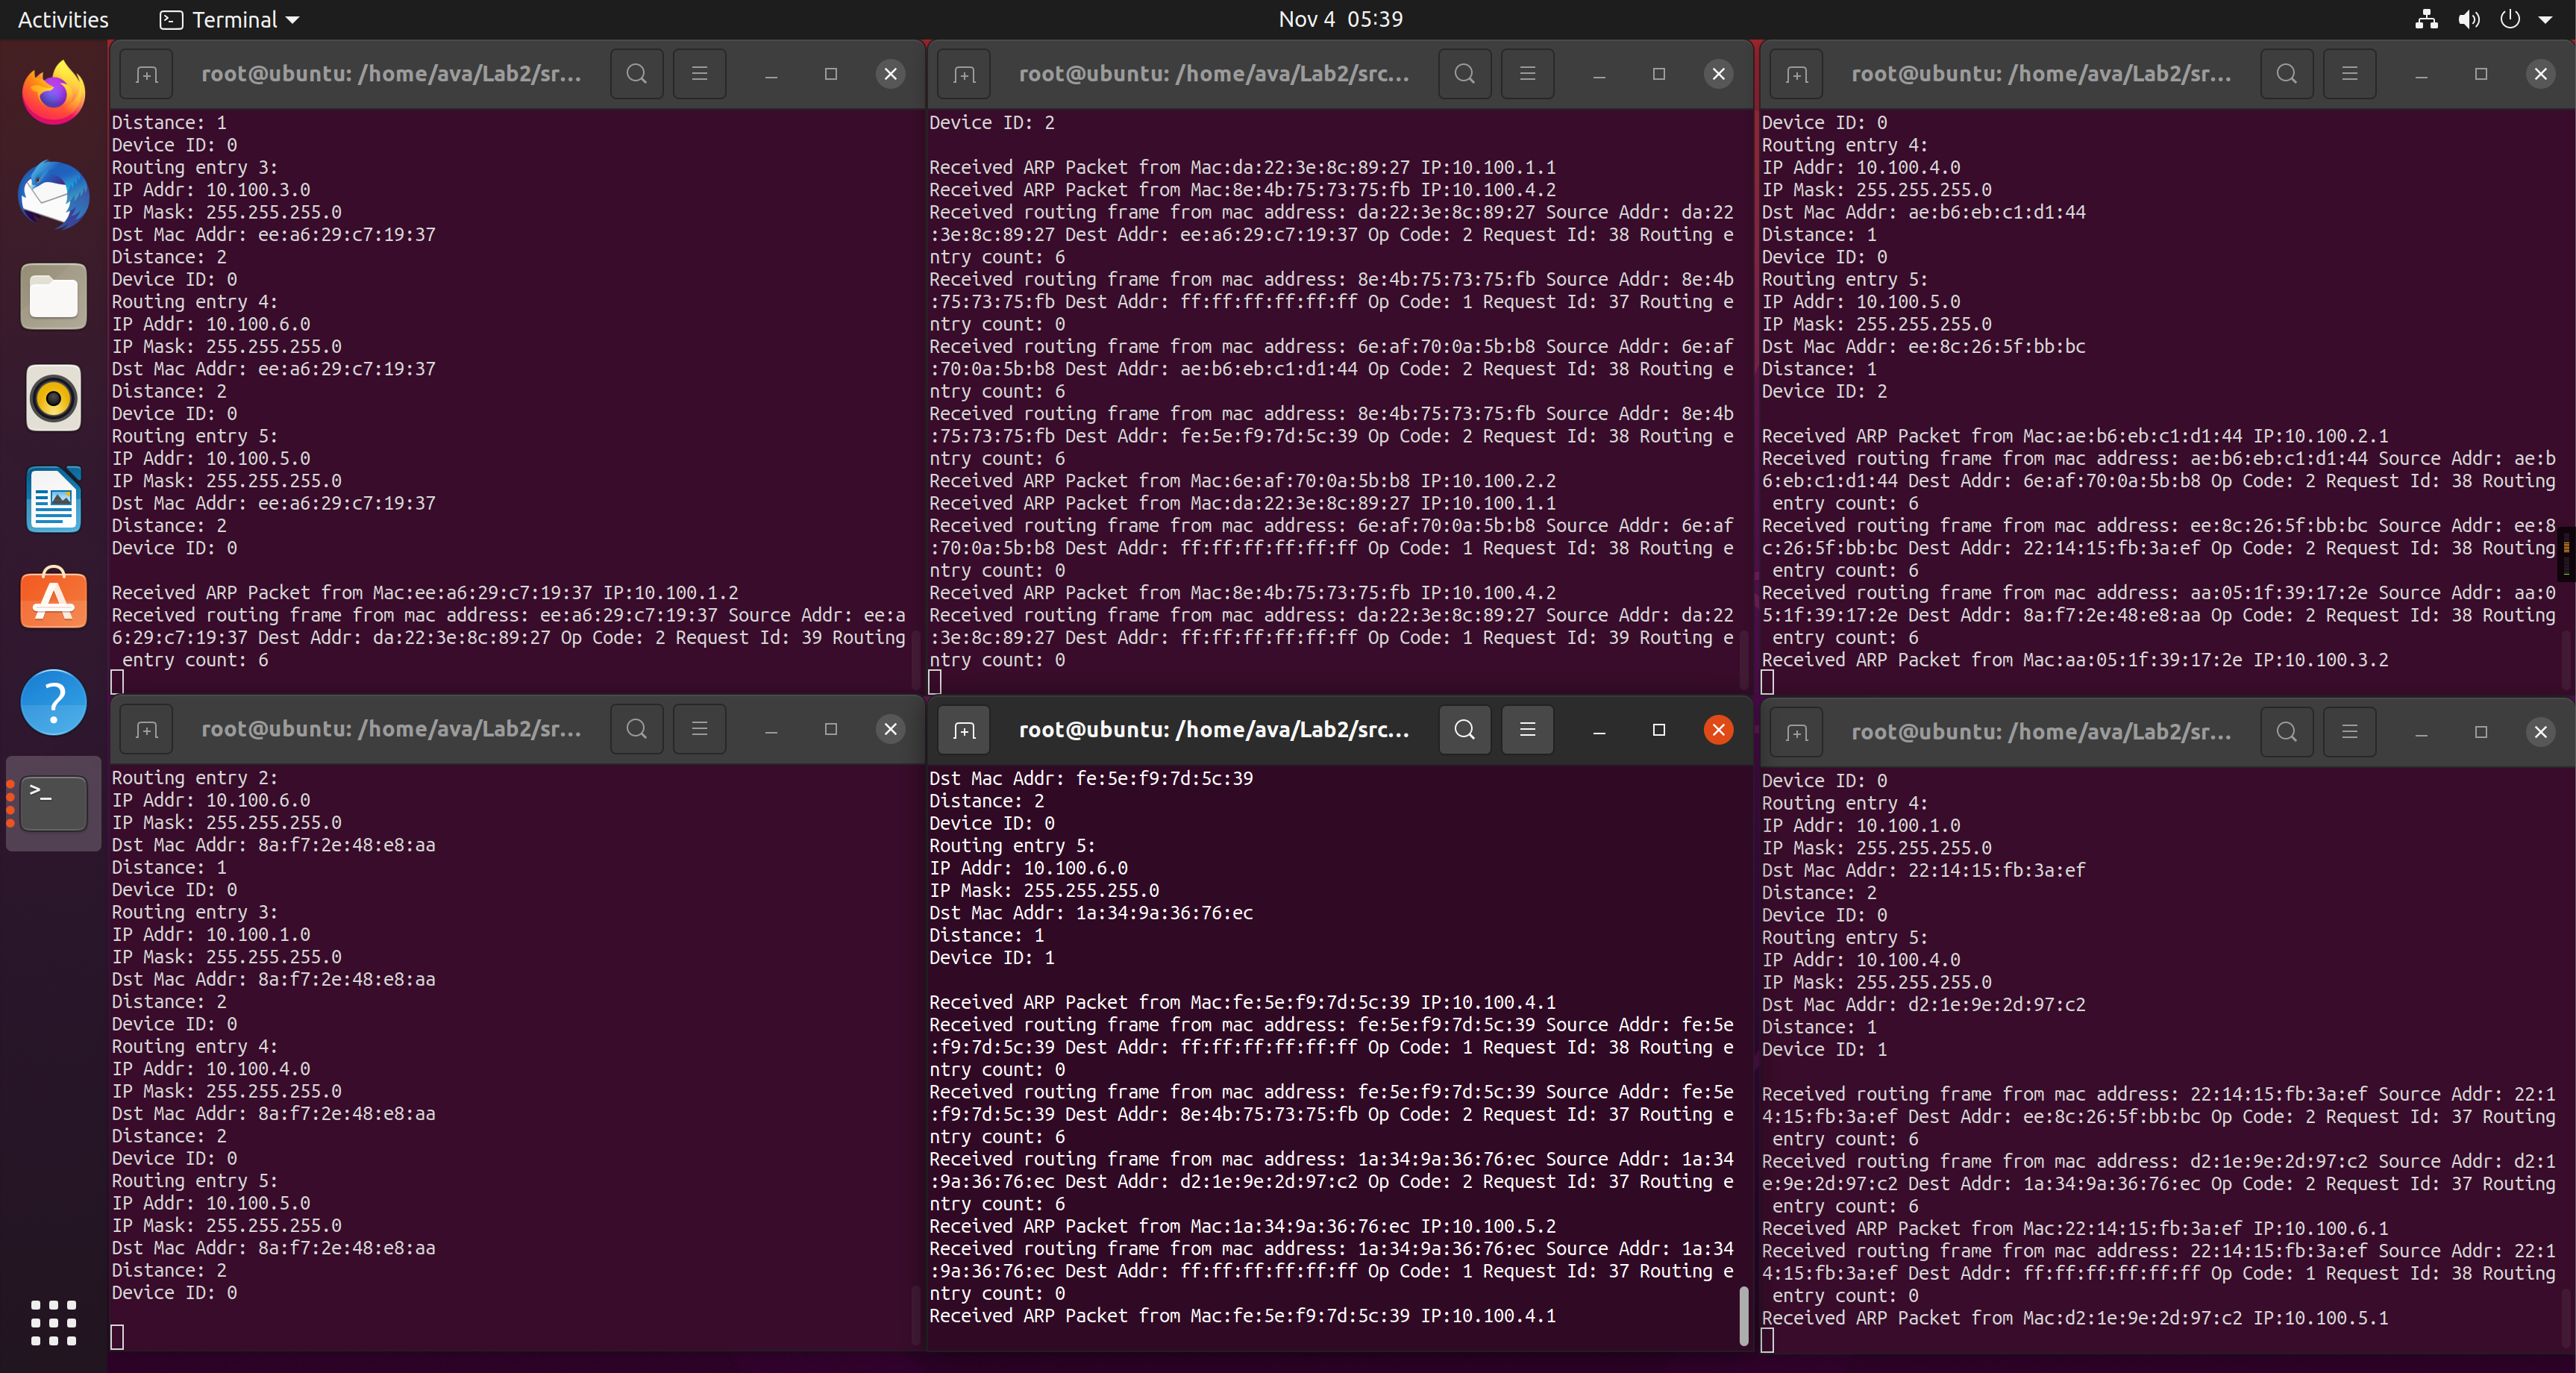 Activities
Terminal
Nov 4 05:39
root@ubuntu: /home/ava/Lab2/sr...
Distance: 1
Device ID: 0
Routing entry 3:
IP Addr: 10.100.3.0
IP Mask: 255.255.255.0
Dst Mac Addr: ee:a6:29:c7:19:37
Distance: 2
Device ID: 0
Routing entry 4:
IP Addr: 10.100.6.0
IP Mask: 255.255.255.0
Dst Mac Addr: ee:a6:29:c7:19:37
Distance: 2
Device ID: 0
Routing entry 5:
IP Addr: 10.100.5.0
IP Mask: 255.255.255.0
Dst Mac Addr: ee:a6:29:c7:19:37
Distance: 2
Device ID: 0
Received ARP Packet from Mac:ee:a6:29:c7:19:37 IP:10.100.1.2
Received routing frame from mac address: ee:a6:29:c7:19:37 Source Addr: ee:a
6:29:c7:19:37 Dest Addr: da:22:3e:8c:89:27 Op Code: 2 Request Id: 39 Routing
entry count: 6
root@ubuntu: /home/ava/Lab2/src...
Device ID: 2
Received ARP Packet from Mac:da:22:3e:8c:89:27 IP:10.100.1.1
Received ARP Packet from Mac:8e:4b:75:73:75:fb IP:10.100.4.2
Received routing frame from mac address: da:22:3e:8c:89:27 Source Addr: da:22
:3e:8c:89:27 Dest Addr: ee:a6:29:c7:19:37 Op Code: 2 Request Id: 38 Routing e
ntry count: 6
Received routing frame from mac address: 8e:4b:75:73:75:fb Source Addr: 8e:4b
:75:73:75:fb Dest Addr: ff:ff:ff:ff:ff:ff Op Code: 1 Request Id: 37 Routing e
ntry count: 0
Received routing frame from mac address: 6e:af:70:0a:5b:b8 Source Addr: 6e:af
:70:0a:5b:b8 Dest Addr: ae:b6:eb:c1:d1:44 Op Code: 2 Request Id: 38 Routing e
ntry count: 6
Received routing frame from mac address: 8e:4b:75:73:75:fb Source Addr: 8e:4b
:75:73:75:fb Dest Addr: fe:5e:f9:7d:5c:39 Op Code: 2 Request Id: 38 Routing e
ntry count: 6
Received ARP Packet from Mac:6e:af:70:0a:5b:b8 IP:10.100.2.2
Received ARP Packet from Mac:da:22:3e:8c:89:27 IP:10.100.1.1
Received routing frame from mac address: 6e:af:70:0a:5b:b8 Source Addr: 6e:af
:70:0a:5b:b8 Dest Addr: ff:ff:ff:ff:ff:ff Op Code: 1 Request Id: 38 Routing e
ntry count: 0
Received ARP Packet from Mac:8e:4b:75:73:75:fb IP:10.100.4.2
Received routing frame from mac address: da:22:3e:8c:89:27 Source Addr: da:22
:3e:8c:89:27 Dest Addr: ff:ff:ff:ff:ff:ff Op Code: 1 Request Id: 39 Routing e
ntry count: 0
root@ubuntu: /home/ava/Lab2/sr...
Device ID: 0
Routing entry 4:
IP Addr: 10.100.4.0
IP Mask: 255.255.255.0
Dst Mac Addr: ae:b6:eb:c1:d1:44
Distance: 1
Device ID: 0
Routing entry 5:
IP Addr: 10.100.5.0
IP Mask: 255.255.255.0
Dst Mac Addr: ee:8c:26:5f:bb:bc
Distance: 1
Device ID: 2
Received ARP Packet from Mac:ae:b6:eb:c1:d1:44 IP:10.100.2.1
Received routing frame from mac address: ae:b6:eb:c1:d1:44 Source Addr: ae:b
6:eb:c1:d1:44 Dest Addr: 6e:af:70:0a:5b:b8 Op Code: 2 Request Id: 38 Routing
entry count: 6
Received routing frame from mac address: ee:8c:26:5f:bb:bc Source Addr: ee:8
c:26:5f:bb:bc Dest Addr: 22:14:15:fb:3a:ef Op Code: 2 Request Id: 38 Routing
entry count: 6
Received routing frame from mac address: aa:05:1f:39:17:2e Source Addr: aa:0
5:1f:39:17:2e Dest Addr: 8a:f7:2e:48:e8:aa Op Code: 2 Request Id: 38 Routing
entry count: 6
Received ARP Packet from Mac:aa:05:1f:39:17:2e IP:10.100.3.2
root@ubuntu: /home/ava/Lab2/sr...
Routing entry 2:
IP Addr: 10.100.6.0
IP Mask: 255.255.255.0
Dst Mac Addr: 8a:f7:2e:48:e8:aa
Distance: 1
Device ID: 0
Routing entry 3:
IP Addr: 10.100.1.0
IP Mask: 255.255.255.0
Dst Mac Addr: 8a:f7:2e:48:e8:aa
Distance: 2
Device ID: 0
Routing entry 4:
IP Addr: 10.100.4.0
IP Mask: 255.255.255.0
Dst Mac Addr: 8a:f7:2e:48:e8:aa
Distance: 2
Device ID: 0
Routing entry 5:
IP Addr: 10.100.5.0
IP Mask: 255.255.255.0
Dst Mac Addr: 8a:f7:2e:48:e8:aa
Distance: 2
Device ID: 0
root@ubuntu: /home/ava/Lab2/src...
Dst Mac Addr: fe:5e:f9:7d:5c:39
Distance: 2
Device ID: 0
Routing entry 5:
IP Addr: 10.100.6.0
IP Mask: 255.255.255.0
Dst Mac Addr: 1a:34:9a:36:76:ec
Distance: 1
Device ID: 1
Received ARP Packet from Mac:fe:5e:f9:7d:5c:39 IP:10.100.4.1
Received routing frame from mac address: fe:5e:f9:7d:5c:39 Source Addr: fe:5e
:f9:7d:5c:39 Dest Addr: ff:ff:ff:ff:ff:ff Op Code: 1 Request Id: 38 Routing e
ntry count: 0
Received routing frame from mac address: fe:5e:f9:7d:5c:39 Source Addr: fe:5e
:f9:7d:5c:39 Dest Addr: 8e:4b:75:73:75:fb Op Code: 2 Request Id: 37 Routing e
ntry count: 6
Received routing frame from mac address: 1a:34:9a:36:76:ec Source Addr: 1a:34
:9a:36:76:ec Dest Addr: d2:1e:9e:2d:97:c2 Op Code: 2 Request Id: 37 Routing e
ntry count: 6
Received ARP Packet from Mac:1a:34:9a:36:76:ec IP:10.100.5.2
Received routing frame from mac address: 1a:34:9a:36:76:ec Source Addr: 1a:34
:9a:36:76:ec Dest Addr: ff:ff:ff:ff:ff:ff Op Code: 1 Request Id: 37 Routing e
ntry count: 0
Received ARP Packet from Mac:fe:5e:f9:7d:5c:39 IP:10.100.4.1
root@ubuntu: /home/ava/Lab2/sr...
Device ID: 0
Routing entry 4:
IP Addr: 10.100.1.0
IP Mask: 255.255.255.0
Dst Mac Addr: 22:14:15:fb:3a:ef
Distance: 2
Device ID: 0
Routing entry 5:
IP Addr: 10.100.4.0
IP Mask: 255.255.255.0
Dst Mac Addr: d2:1e:9e:2d:97:c2
Distance: 1
Device ID: 1
Received routing frame from mac address: 22:14:15:fb:3a:ef Source Addr: 22:1
4:15:fb:3a:ef Dest Addr: ee:8c:26:5f:bb:bc Op Code: 2 Request Id: 37 Routing
entry count: 6
Received routing frame from mac address: d2:1e:9e:2d:97:c2 Source Addr: d2:1
e:9e:2d:97:c2 Dest Addr: 1a:34:9a:36:76:ec Op Code: 2 Request Id: 37 Routing
entry count: 6
Received ARP Packet from Mac:22:14:15:fb:3a:ef IP:10.100.6.1
Received routing frame from mac address: 22:14:15:fb:3a:ef Source Addr: 22:1
4:15:fb:3a:ef Dest Addr: ff:ff:ff:ff:ff:ff Op Code: 1 Request Id: 38 Routing
entry count: 0
Received ARP Packet from Mac:d2:1e:9e:2d:97:c2 IP:10.100.5.1